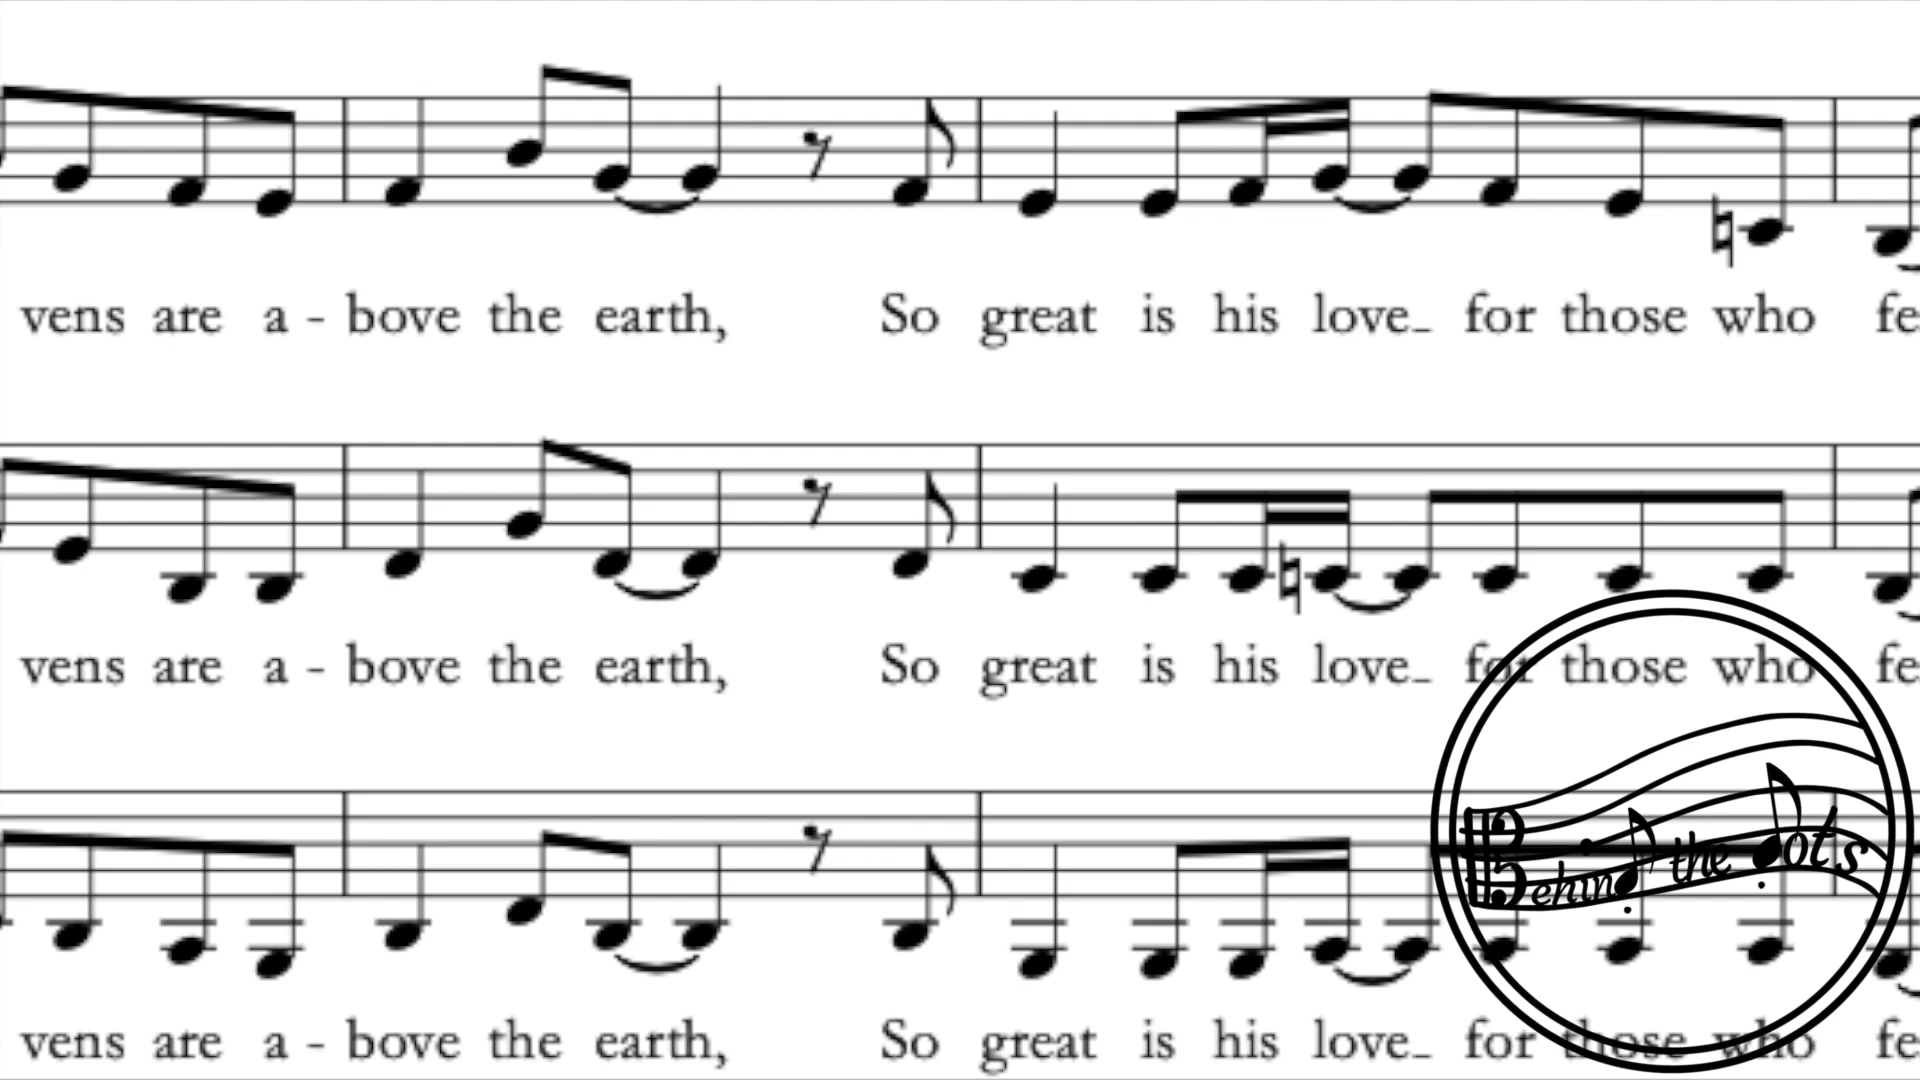 vens are a - bove the earth, So great is his love_ for those who fe
vens are a - bove the earth, So great is his love_ for those who fe
Behind the Dots
vens are a - bove the earth, So great is his love_ for those who fe